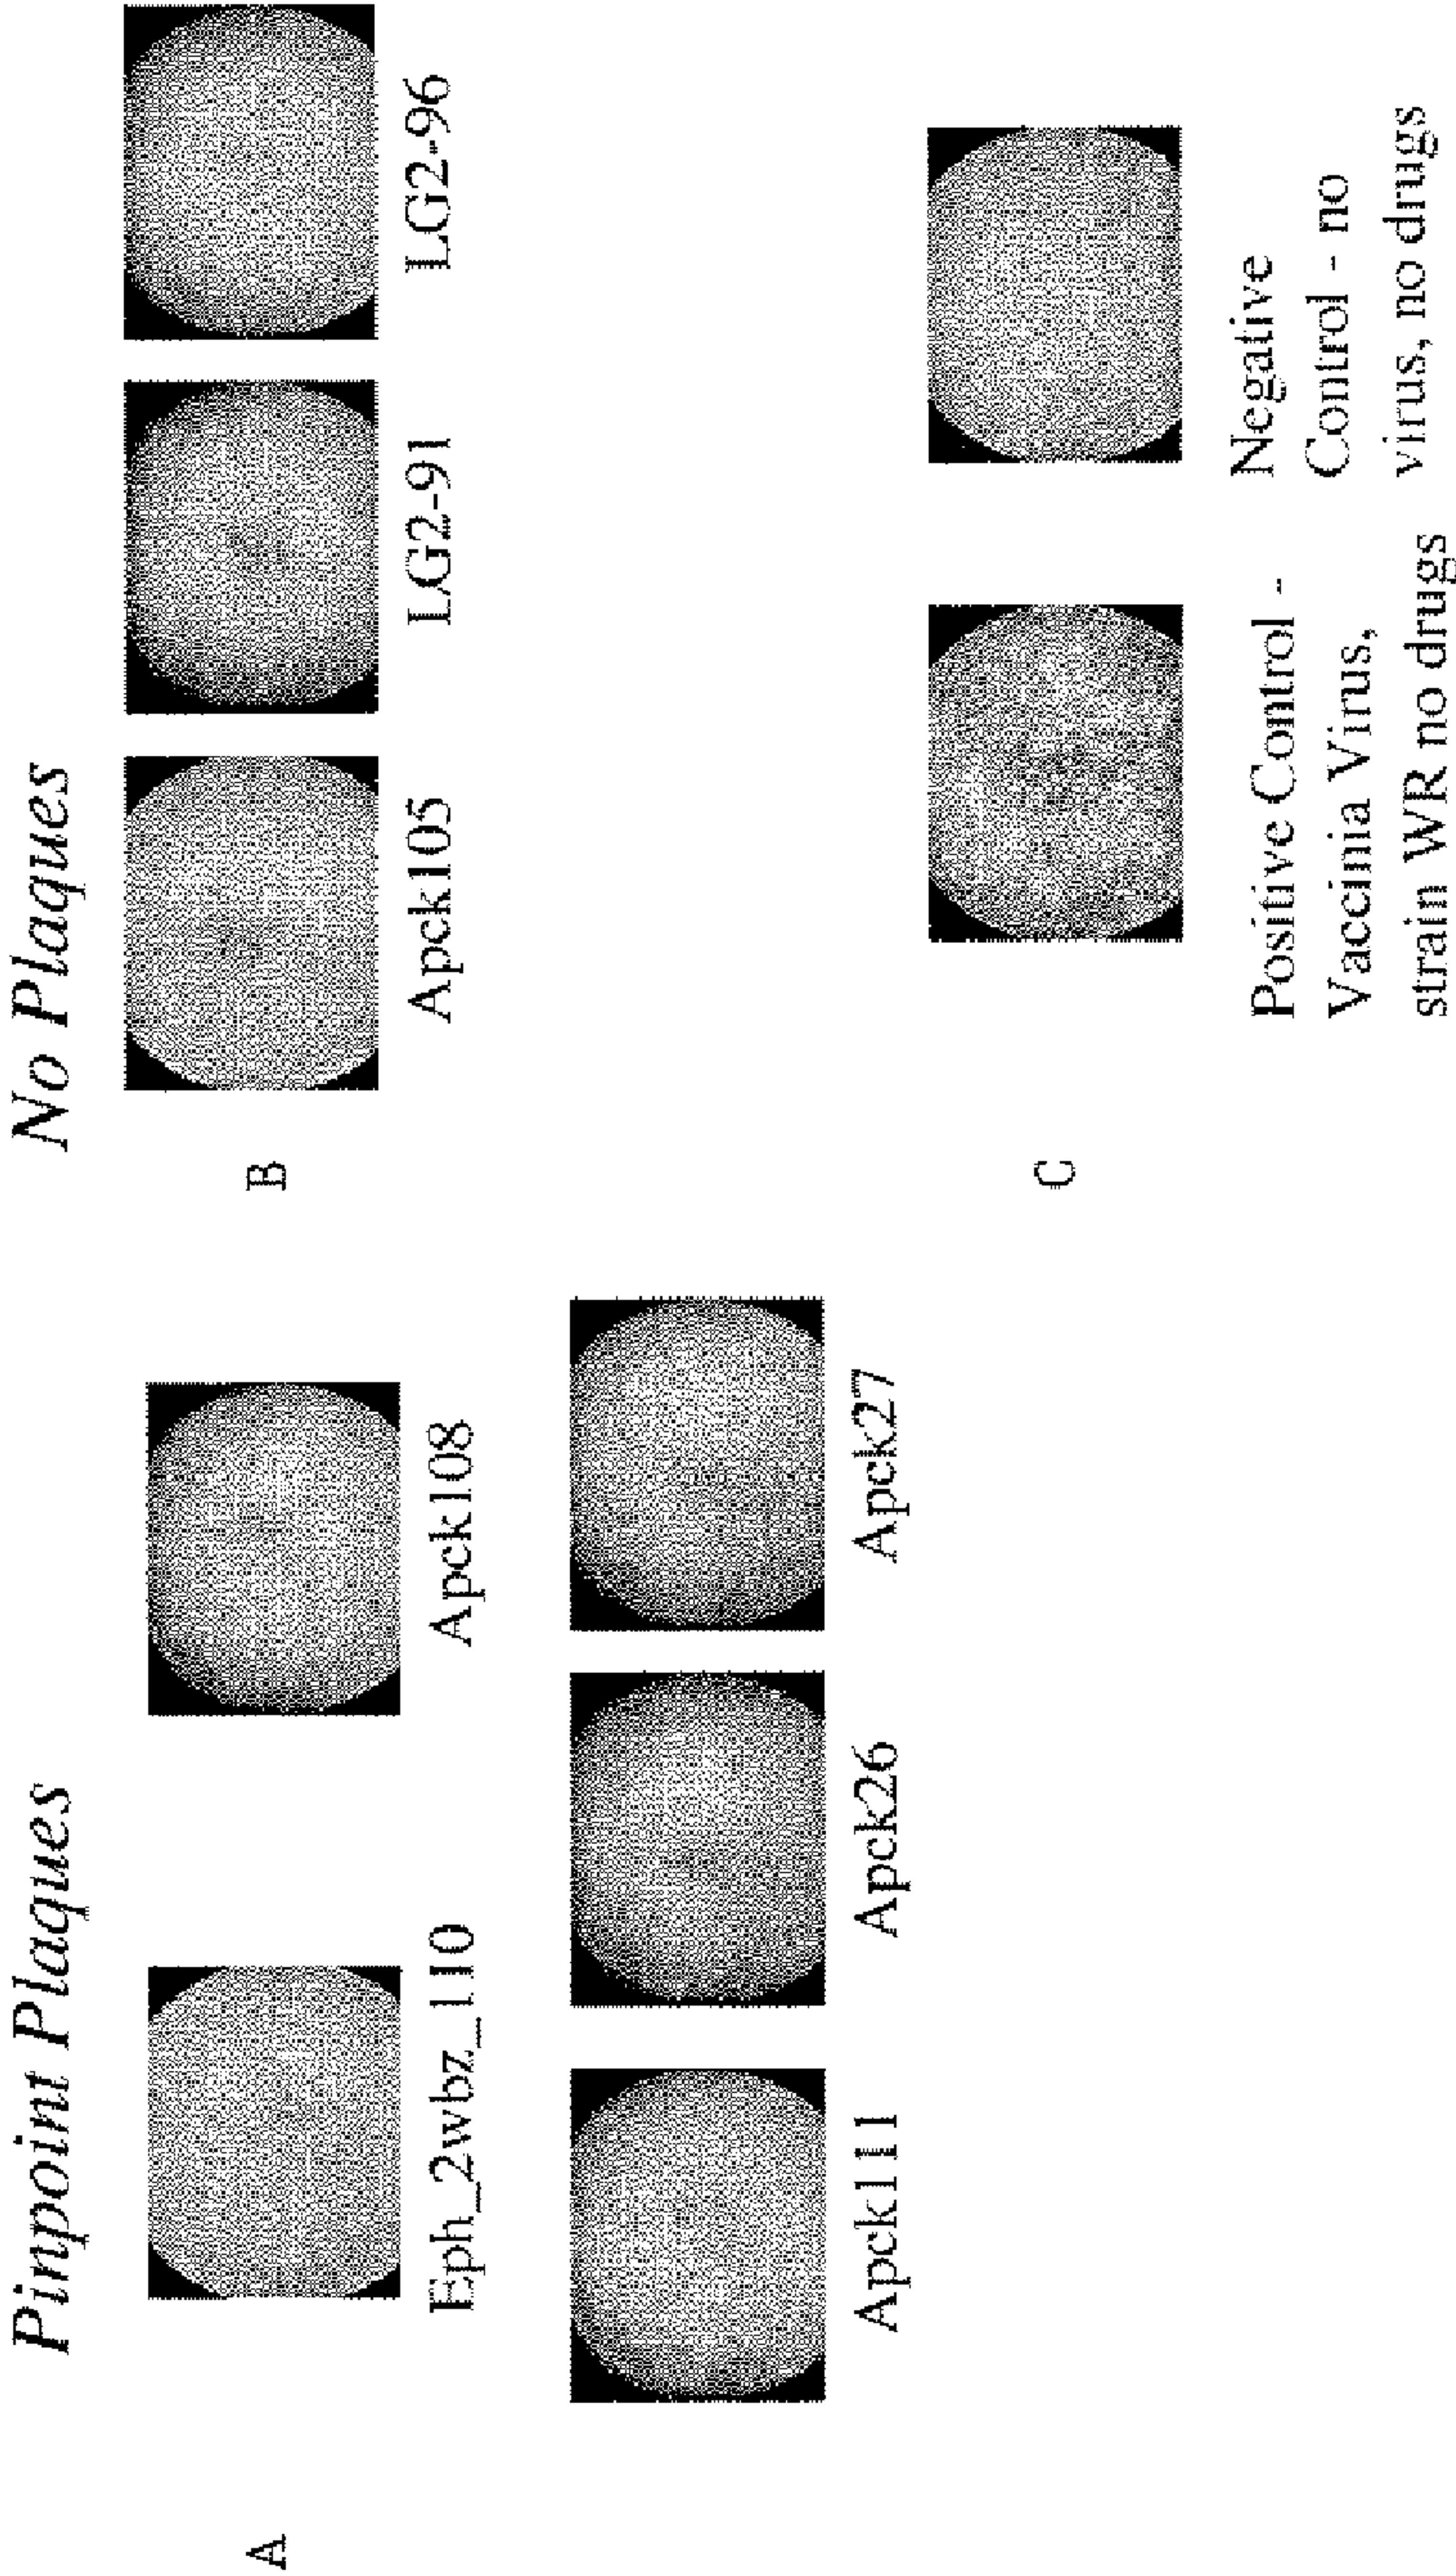 Pinpoint Plaques
A
Eph_2wbz_110
Apck108
Apck111
Apck26
Apck27
No Plaques
B
Apck105
LG2-91
LG2-96
C
Positive Control -
Vaccinia Virus,
strain WR no drugs
Negative
Control - no
virus, no drugs